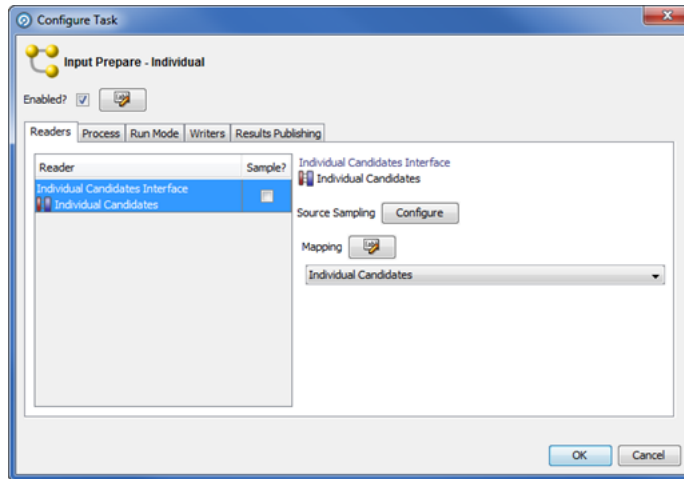 Configure Task
Input Prepare - Individual
Enabled?
Readers Process Run Mode Writers Results Publishing
Reader Sample?
Individual Candidates Interface
Individual Candidates
Individual Candidates Interface
Individual Candidates
Source Sampling Configure
Mapping
Individual Candidates
OK Cancel